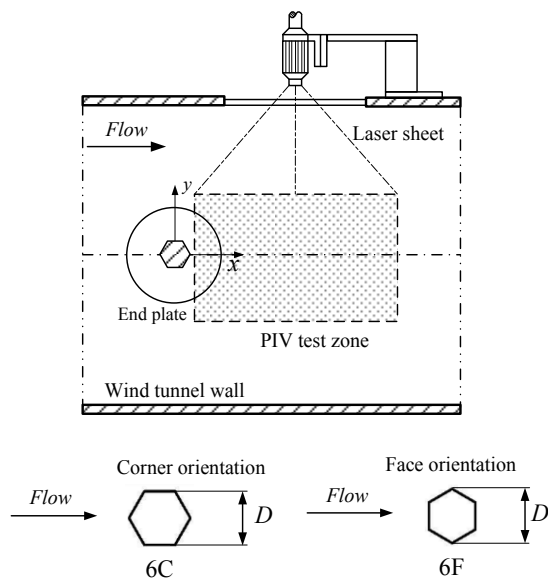 Flow
Laser sheet
y
x
End plate
PIV test zone
Wind tunnel wall
Corner orientation
Face orientation
Flow
D
Flow
D
6C
6F